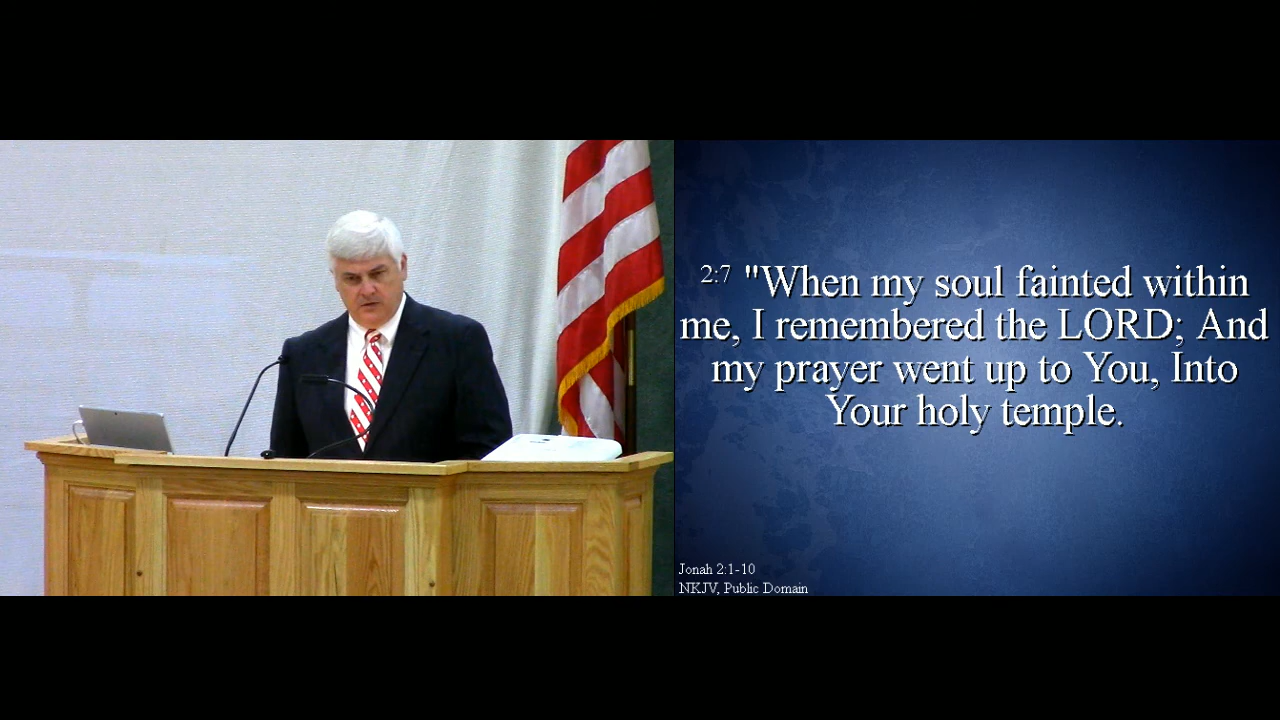 2:7 "When my soul fainted within
me, I remembered the LORD; And
my prayer went up to You, Into
Your holy temple.
Jonah 2:1-10
NKJV, Public Domain